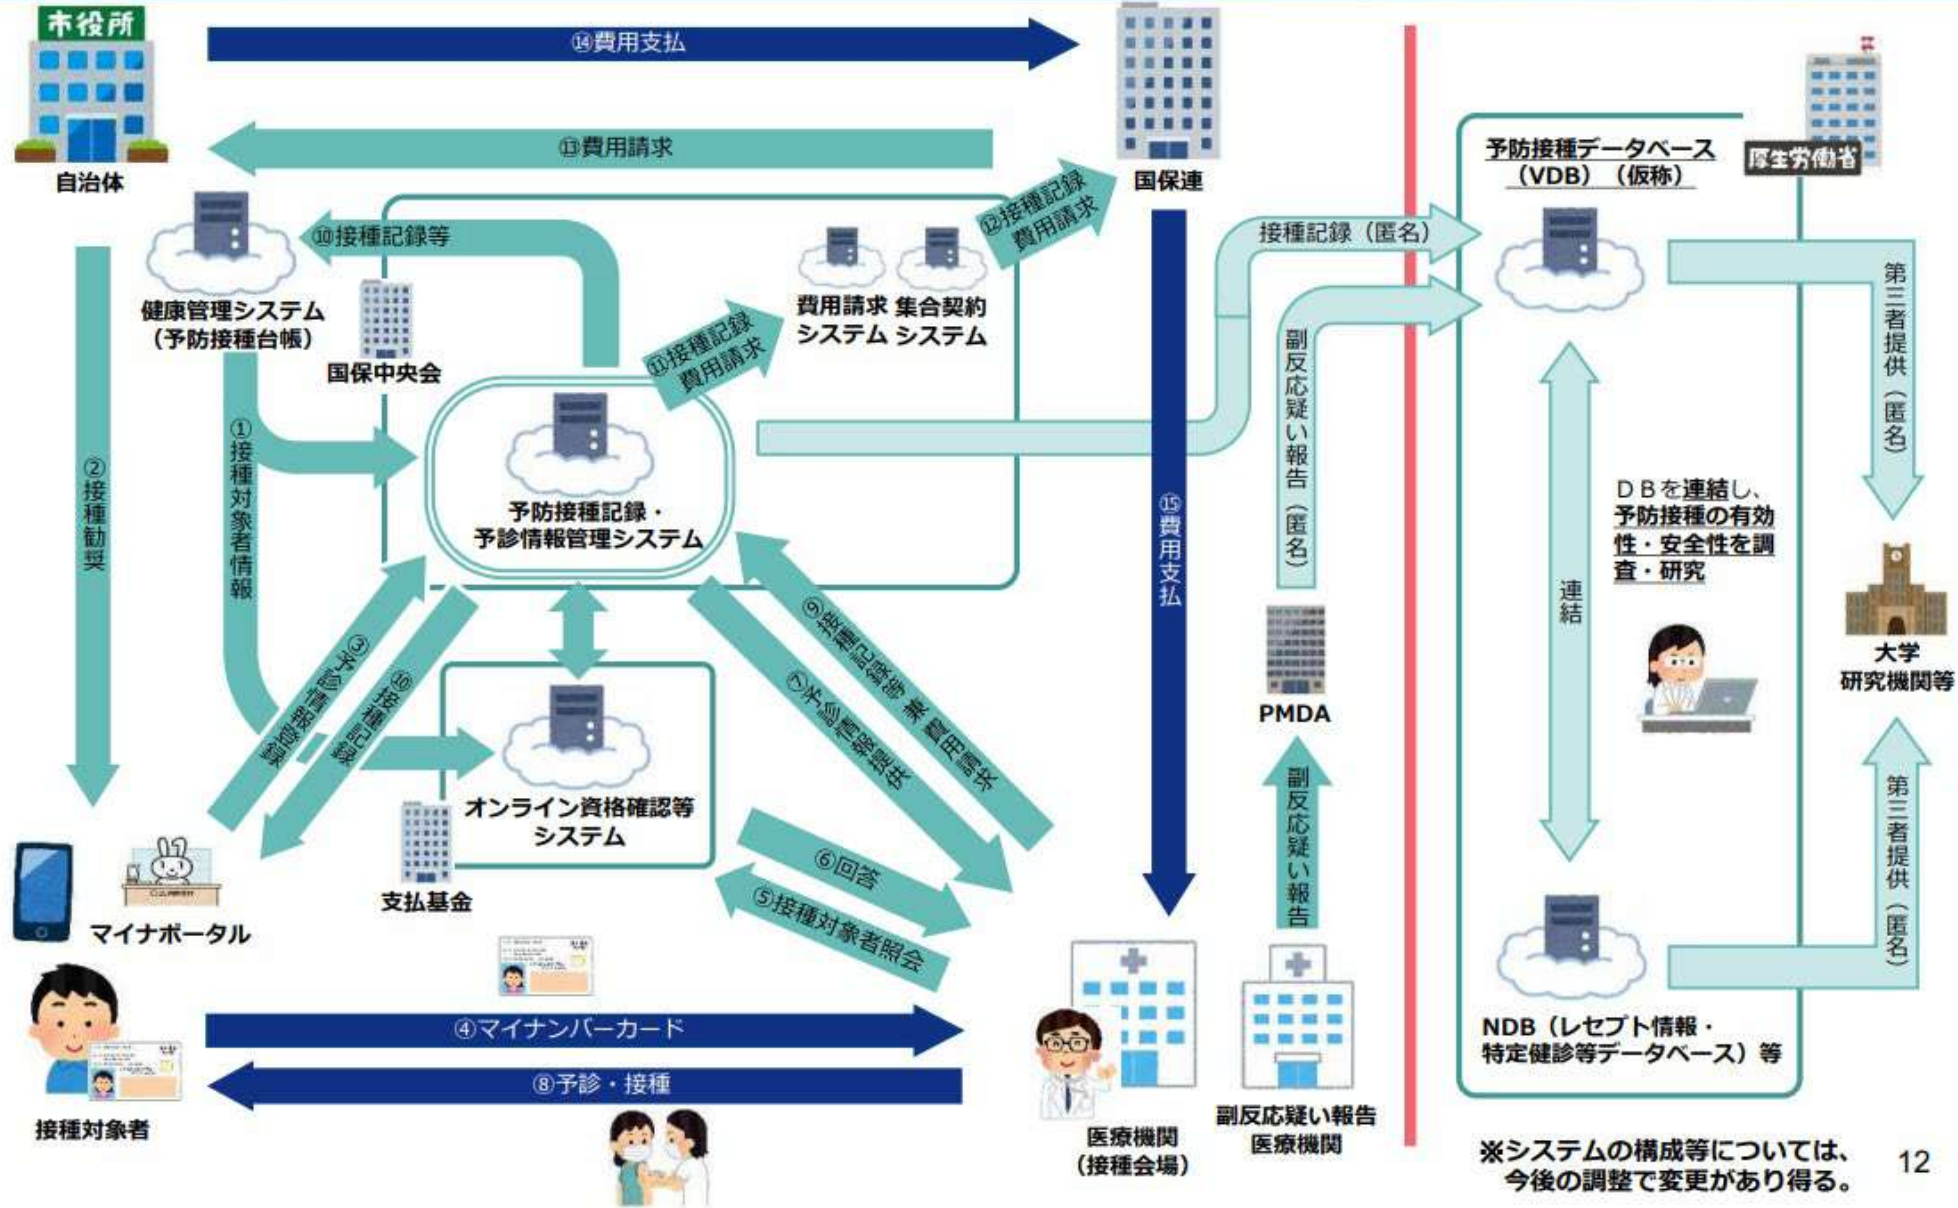 市役所
自治体
⑭費用支払
⑬費用請求
国保連
⑫接種記録
費用請求
⑩接種記録等
健康管理システム
（予防接種台帳）
国保中央会
⑪接種記録
費用請求
費用請求
システム
集合契約
システム
①接種対象者情報
②接種勧奨
予防接種記録・
予診情報管理システム
③予診情報登録
⑩接種記録
⑨接種記録等 兼 費用請求
⑦予診情報提供
オンライン資格確認等
システム
支払基金
⑥回答
⑤接種対象者照会
マイナポータル
④マイナンバーカード
⑧予診・接種
接種対象者
⑮費用支払
医療機関
（接種会場）
副反応疑い報告
医療機関
副反応疑い報告
PMDA
副反応疑い報告（匿名）
接種記録（匿名）
予防接種データベース
（VDB）（仮称）
厚生労働省
第三者提供（匿名）
連結
ＤＢを連結し、
予防接種の有効
性・安全性を調
査・研究
大学
研究機関等
第三者提供（匿名）
NDB（レセプト情報・
特定健診等データベース）等
※システムの構成等については、
今後の調整で変更があり得る。
12